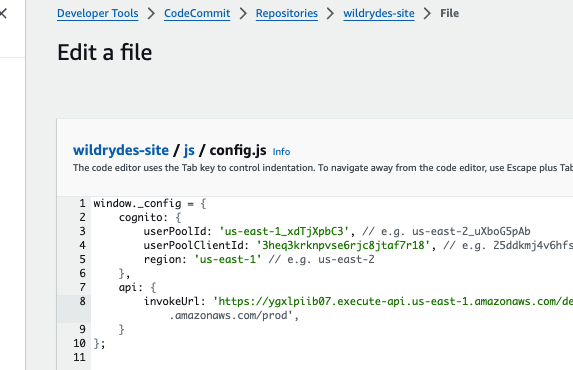 Developer Tools > CodeCommit > Repositories > wildrydes-site > File
Edit a file
wildrydes-site / js / config.js Info
The code editor uses the Tab key to control indentation. To navigate away from the code editor, use Escape plus Tab
1 window._config = {
2 cognito: {
3 userPoolId: 'us-east-1_xdTjXpbC3', // e.g. us-east-2_uXboG5pAb
4 userPoolClientId: '3heq3krknpvse6rjc8jtaf7r18', // e.g. 25ddkmj4v6hfs
5 region: 'us-east-1' // e.g. us-east-2
6 },
7 api: {
8 invokeUrl: 'https://ygxlpiib07.execute-api.us-east-1.amazonaws.com/de
.amazonaws.com/prod',
9 }
10 };
11